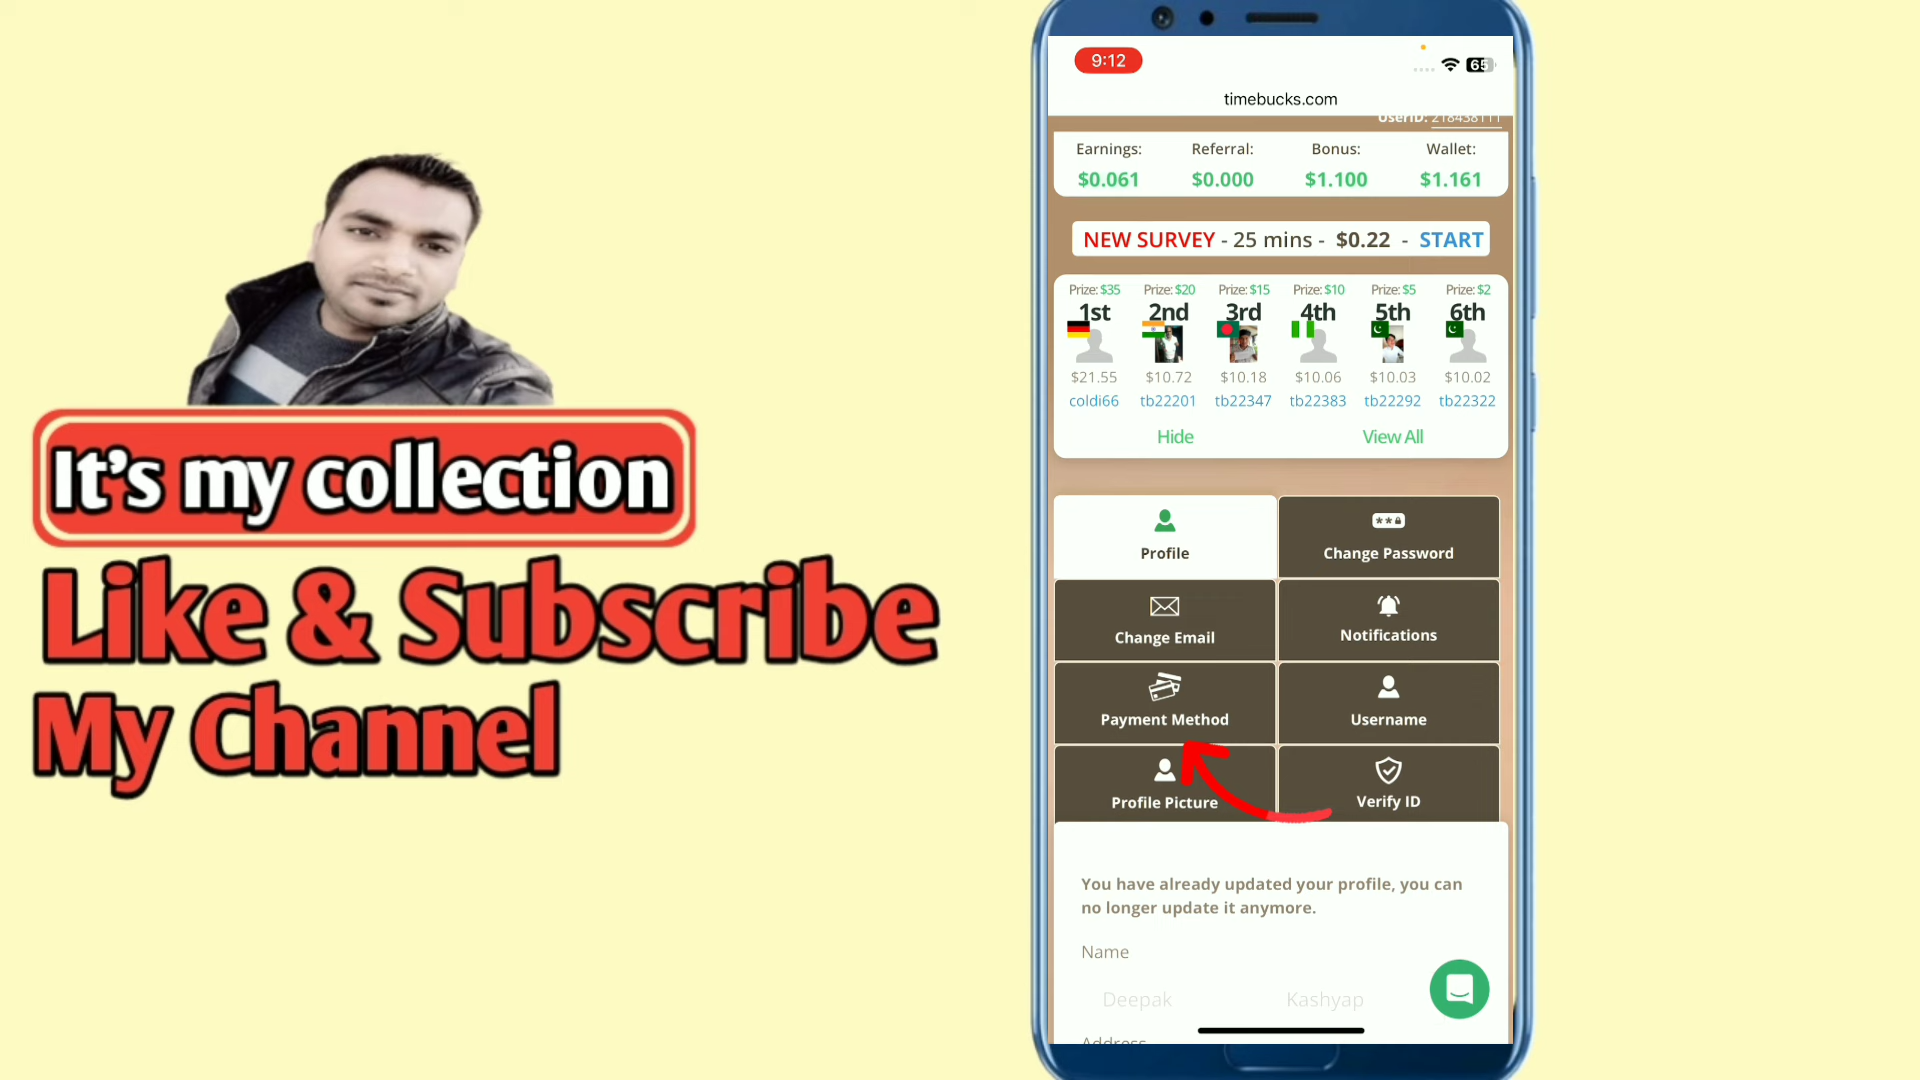 It's my collection
Like & Subscribe
My Channel
9:12
65
timebucks.com
UserID: 218438111
Earnings: Referral: Bonus: Wallet:
$0.061 $0.000 $1.100 $1.161
NEW SURVEY - 25 mins - $0.22 - START
Prize: $35 Prize: $20 Prize: $15 Prize: $10 Prize: $5 Prize: $2
1st 2nd 3rd 4th 5th 6th
$21.55 $10.72 $10.18 $10.06 $10.03 $10.02
coldi66 tb22201 tb22347 tb22383 tb22292 tb22322
Hide View All
Profile Change Password
Change Email Notifications
Payment Method Username
Profile Picture Verify ID
You have already updated your profile, you can
no longer update it anymore.
Name
Deepak Kashyap
Address